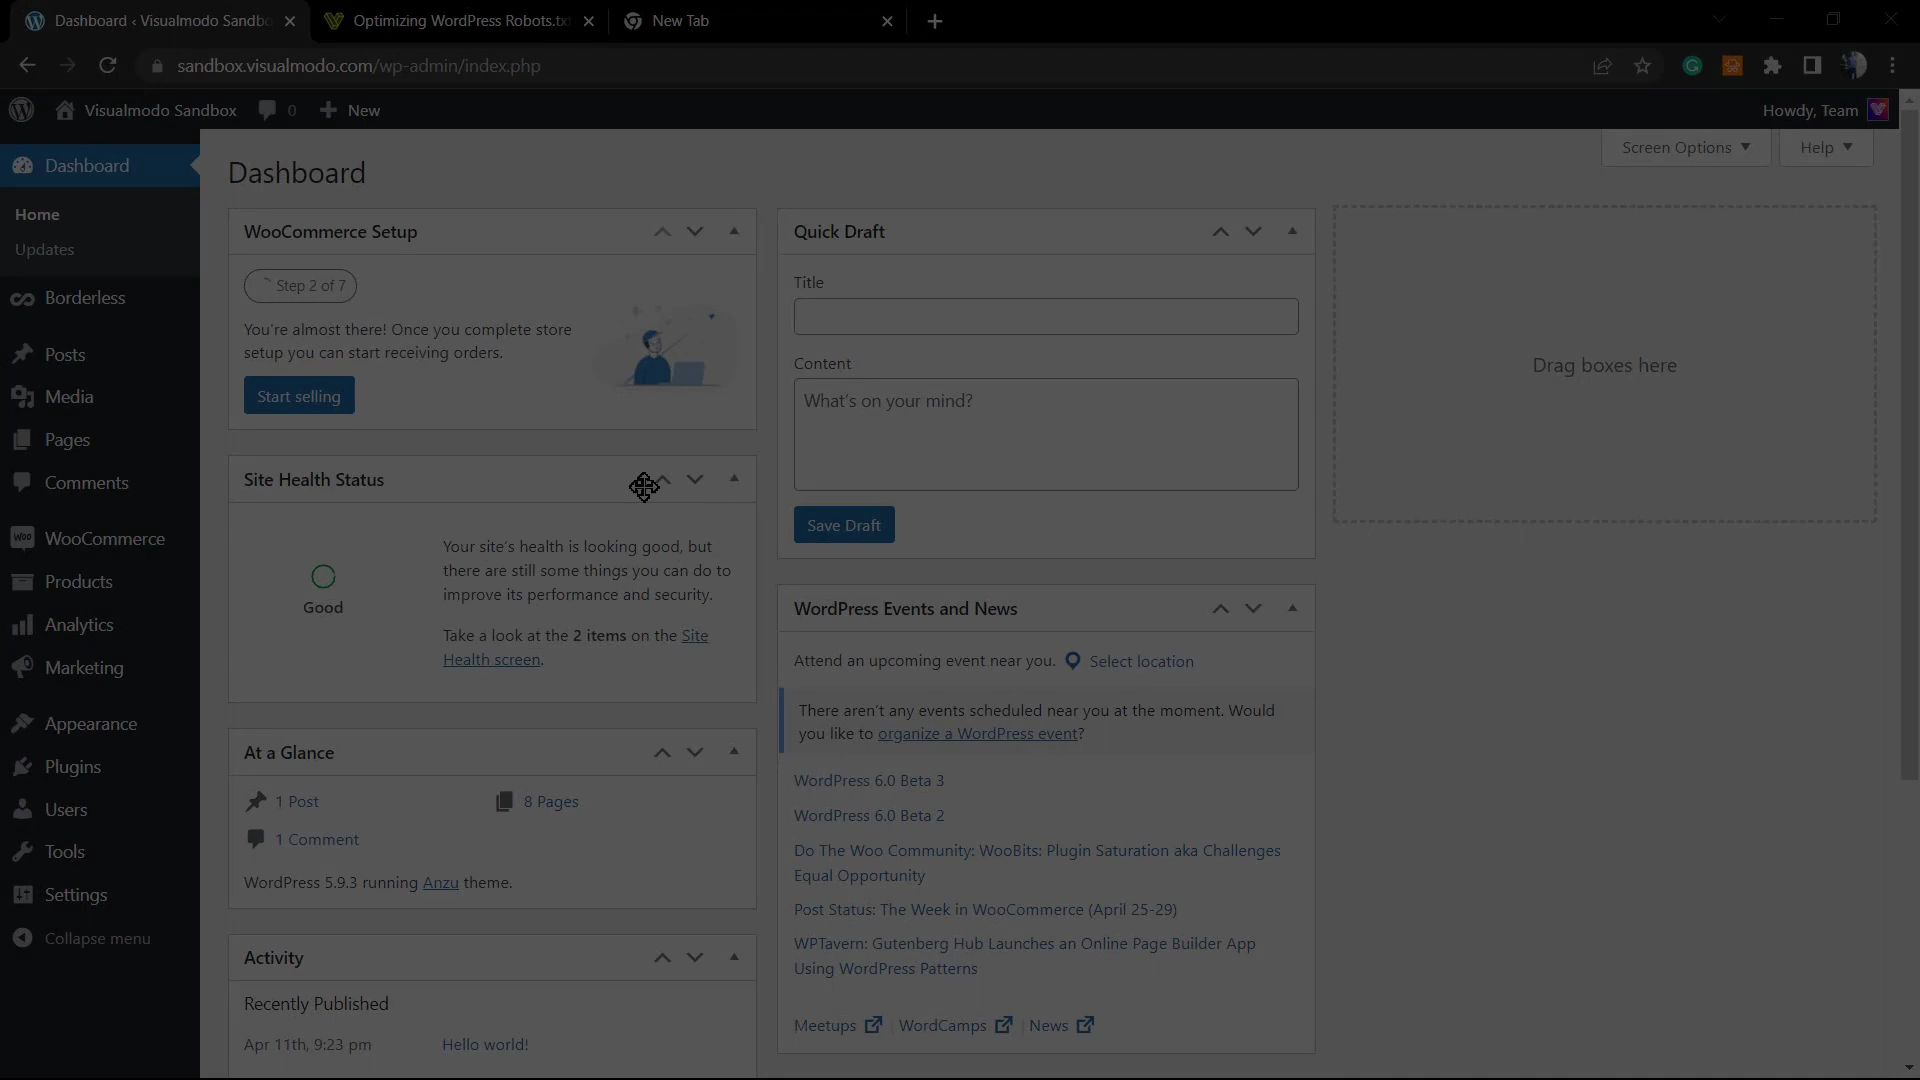 Dashboard ‹ Visualmodo Sandbo
Optimizing WordPress Robots.tx
New Tab
sandbox.visualmodo.com/wp-admin/index.php
Visualmodo Sandbox
0
New
Howdy, Team
Dashboard
Home
Updates
Borderless
Posts
Media
Pages
Comments
WooCommerce
Products
Analytics
Marketing
Appearance
Plugins
Users
Tools
Settings
Collapse menu
Screen Options
Help
Dashboard
WooCommerce Setup
Step 2 of 7
You're almost there! Once you complete store
setup you can start receiving orders.
Start selling
Site Health Status
Good
Your site's health is looking good, but
there are still some things you can do to
improve its performance and security.
Take a look at the 2 items on the Site
Health screen.
At a Glance
1 Post
8 Pages
1 Comment
WordPress 5.9.3 running Anzu theme.
Activity
Recently Published
Apr 11th, 9:23 pm
Hello world!
Quick Draft
Title
Content
What's on your mind?
Save Draft
WordPress Events and News
Attend an upcoming event near you.
Select location
There aren't any events scheduled near you at the moment. Would
you like to organize a WordPress event?
WordPress 6.0 Beta 3
WordPress 6.0 Beta 2
Do The Woo Community: WooBits: Plugin Saturation aka Challenges
Equal Opportunity
Post Status: The Week in WooCommerce (April 25-29)
WPTavern: Gutenberg Hub Launches an Online Page Builder App
Using WordPress Patterns
Meetups | WordCamps | News
Drag boxes here